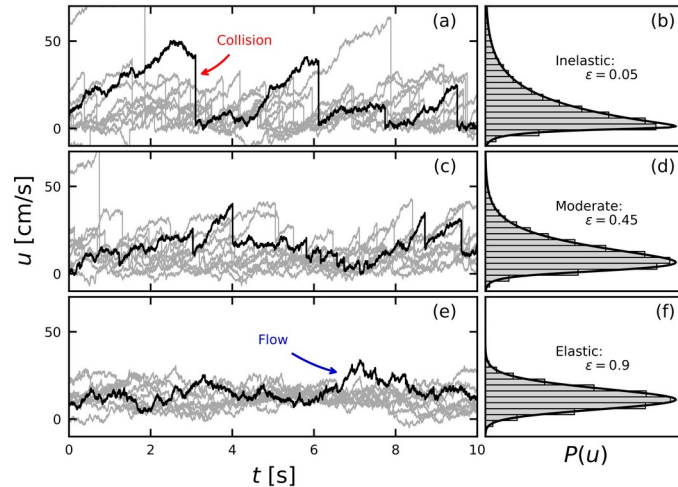 (a)
(b)
50
0
Collision
Inelastic:
ε = 0.05
(c)
(d)
50
0
u [cm/s]
Moderate:
ε = 0.45
(e)
(f)
50
0
Flow
Elastic:
ε = 0.9
0 2 4 6 8 10
t [s]
P(u)